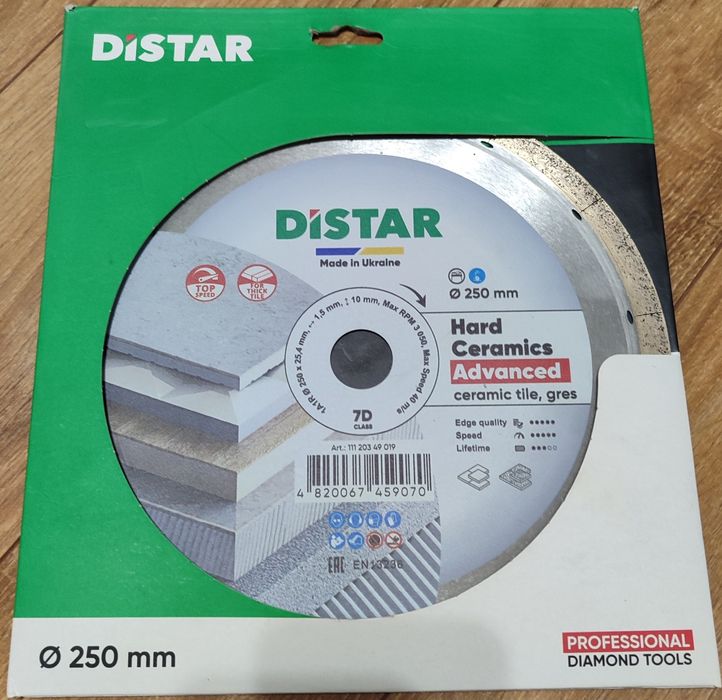 DiSTAR
DiSTAR
Made in Ukraine
TOP
SPEED
FOR
THICK
TILE
Ø 250 mm
1A1R Ø 250 x 25,4 mm, ↔ 1,5 mm, ↕ 10 mm, Max RPM 3 050, Max Speed 40 m/s
7D
CLASS
Hard
Ceramics
Advanced
ceramic tile, gres
Edge quality
Speed
Lifetime
Art.: 111 203 49 019
4 820067 459070
EAC EN13236
Ø 250 mm
PROFESSIONAL
DIAMOND TOOLS